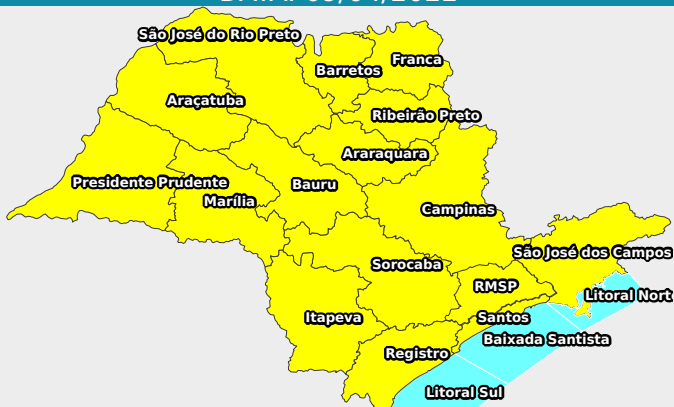 São José do Rio Preto
Franca
Barretos
Araçatuba
Ribeirão Preto
Araraquara
Presidente Prudente
Bauru
Marília
Campinas
São José dos Campos
Sorocaba
RMSP
Litoral Nort
Itapeva
Santos
Baixada Santista
Registro
Litoral Sul